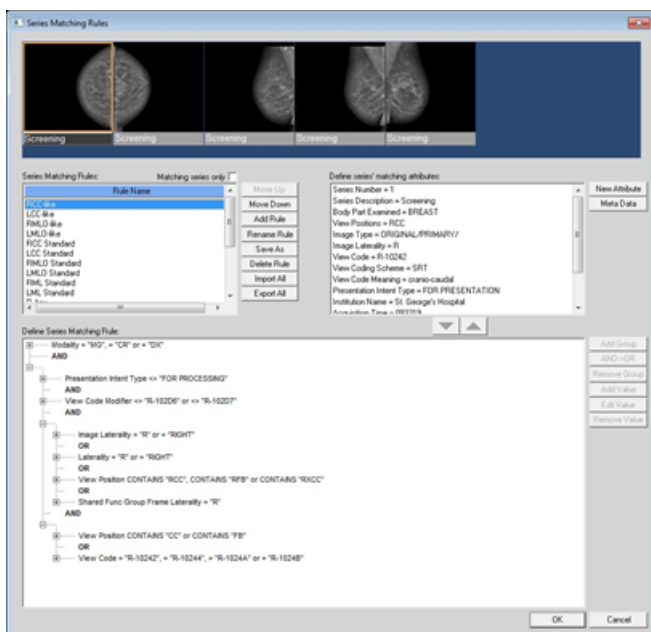 Series Matching Rules
Screening
Screening
Screening
Screening
Series Matching Rules:
Matching series only
Rule Name
RCC-like
LCC-like
RMLO-like
LMLO-like
RCC Standard
LCC Standard
RMLO Standard
LMLO Standard
RML Standard
LML Standard
Move Up
Move Down
Add Rule
Rename Rule
Save As
Delete Rule
Import All
Export All
Define series' matching attributes:
Series Number = 1
Series Description = Screening
Body Part Examined = BREAST
View Positions = RCC
Image Type = ORIGINAL/PRIMARY/
Image Laterality = R
View Code = R-10242
View Coding Scheme = SRT
View Code Meaning = cranio-caudal
Presentation Intent Type = FOR PRESENTATION
Institution Name = St. George's Hospital
New Attribute
Meta Data
Define Series Matching Rule:
Modality = "MG", = "CR" or = "DX"
AND
Presentation Intent Type <> "FOR PROCESSING"
AND
View Code Modifier <> "R-102D6" or <> "R-102D7"
AND
Image Laterality = "R" or = "RIGHT"
OR
Laterality = "R" or = "RIGHT"
OR
View Position CONTAINS "RCC", CONTAINS "RFB" or CONTAINS "RXCC"
OR
Shared Func Group Frame Laterality = "R"
AND
View Position CONTAINS "CC" or CONTAINS "FB"
OR
View Code = "R-10242", = "R-10244", = "R-1024A" or = "R-1024B"
Add Group
AND->OR
Remove Group
Add Value
Edit Value
Remove Value
OK
Cancel